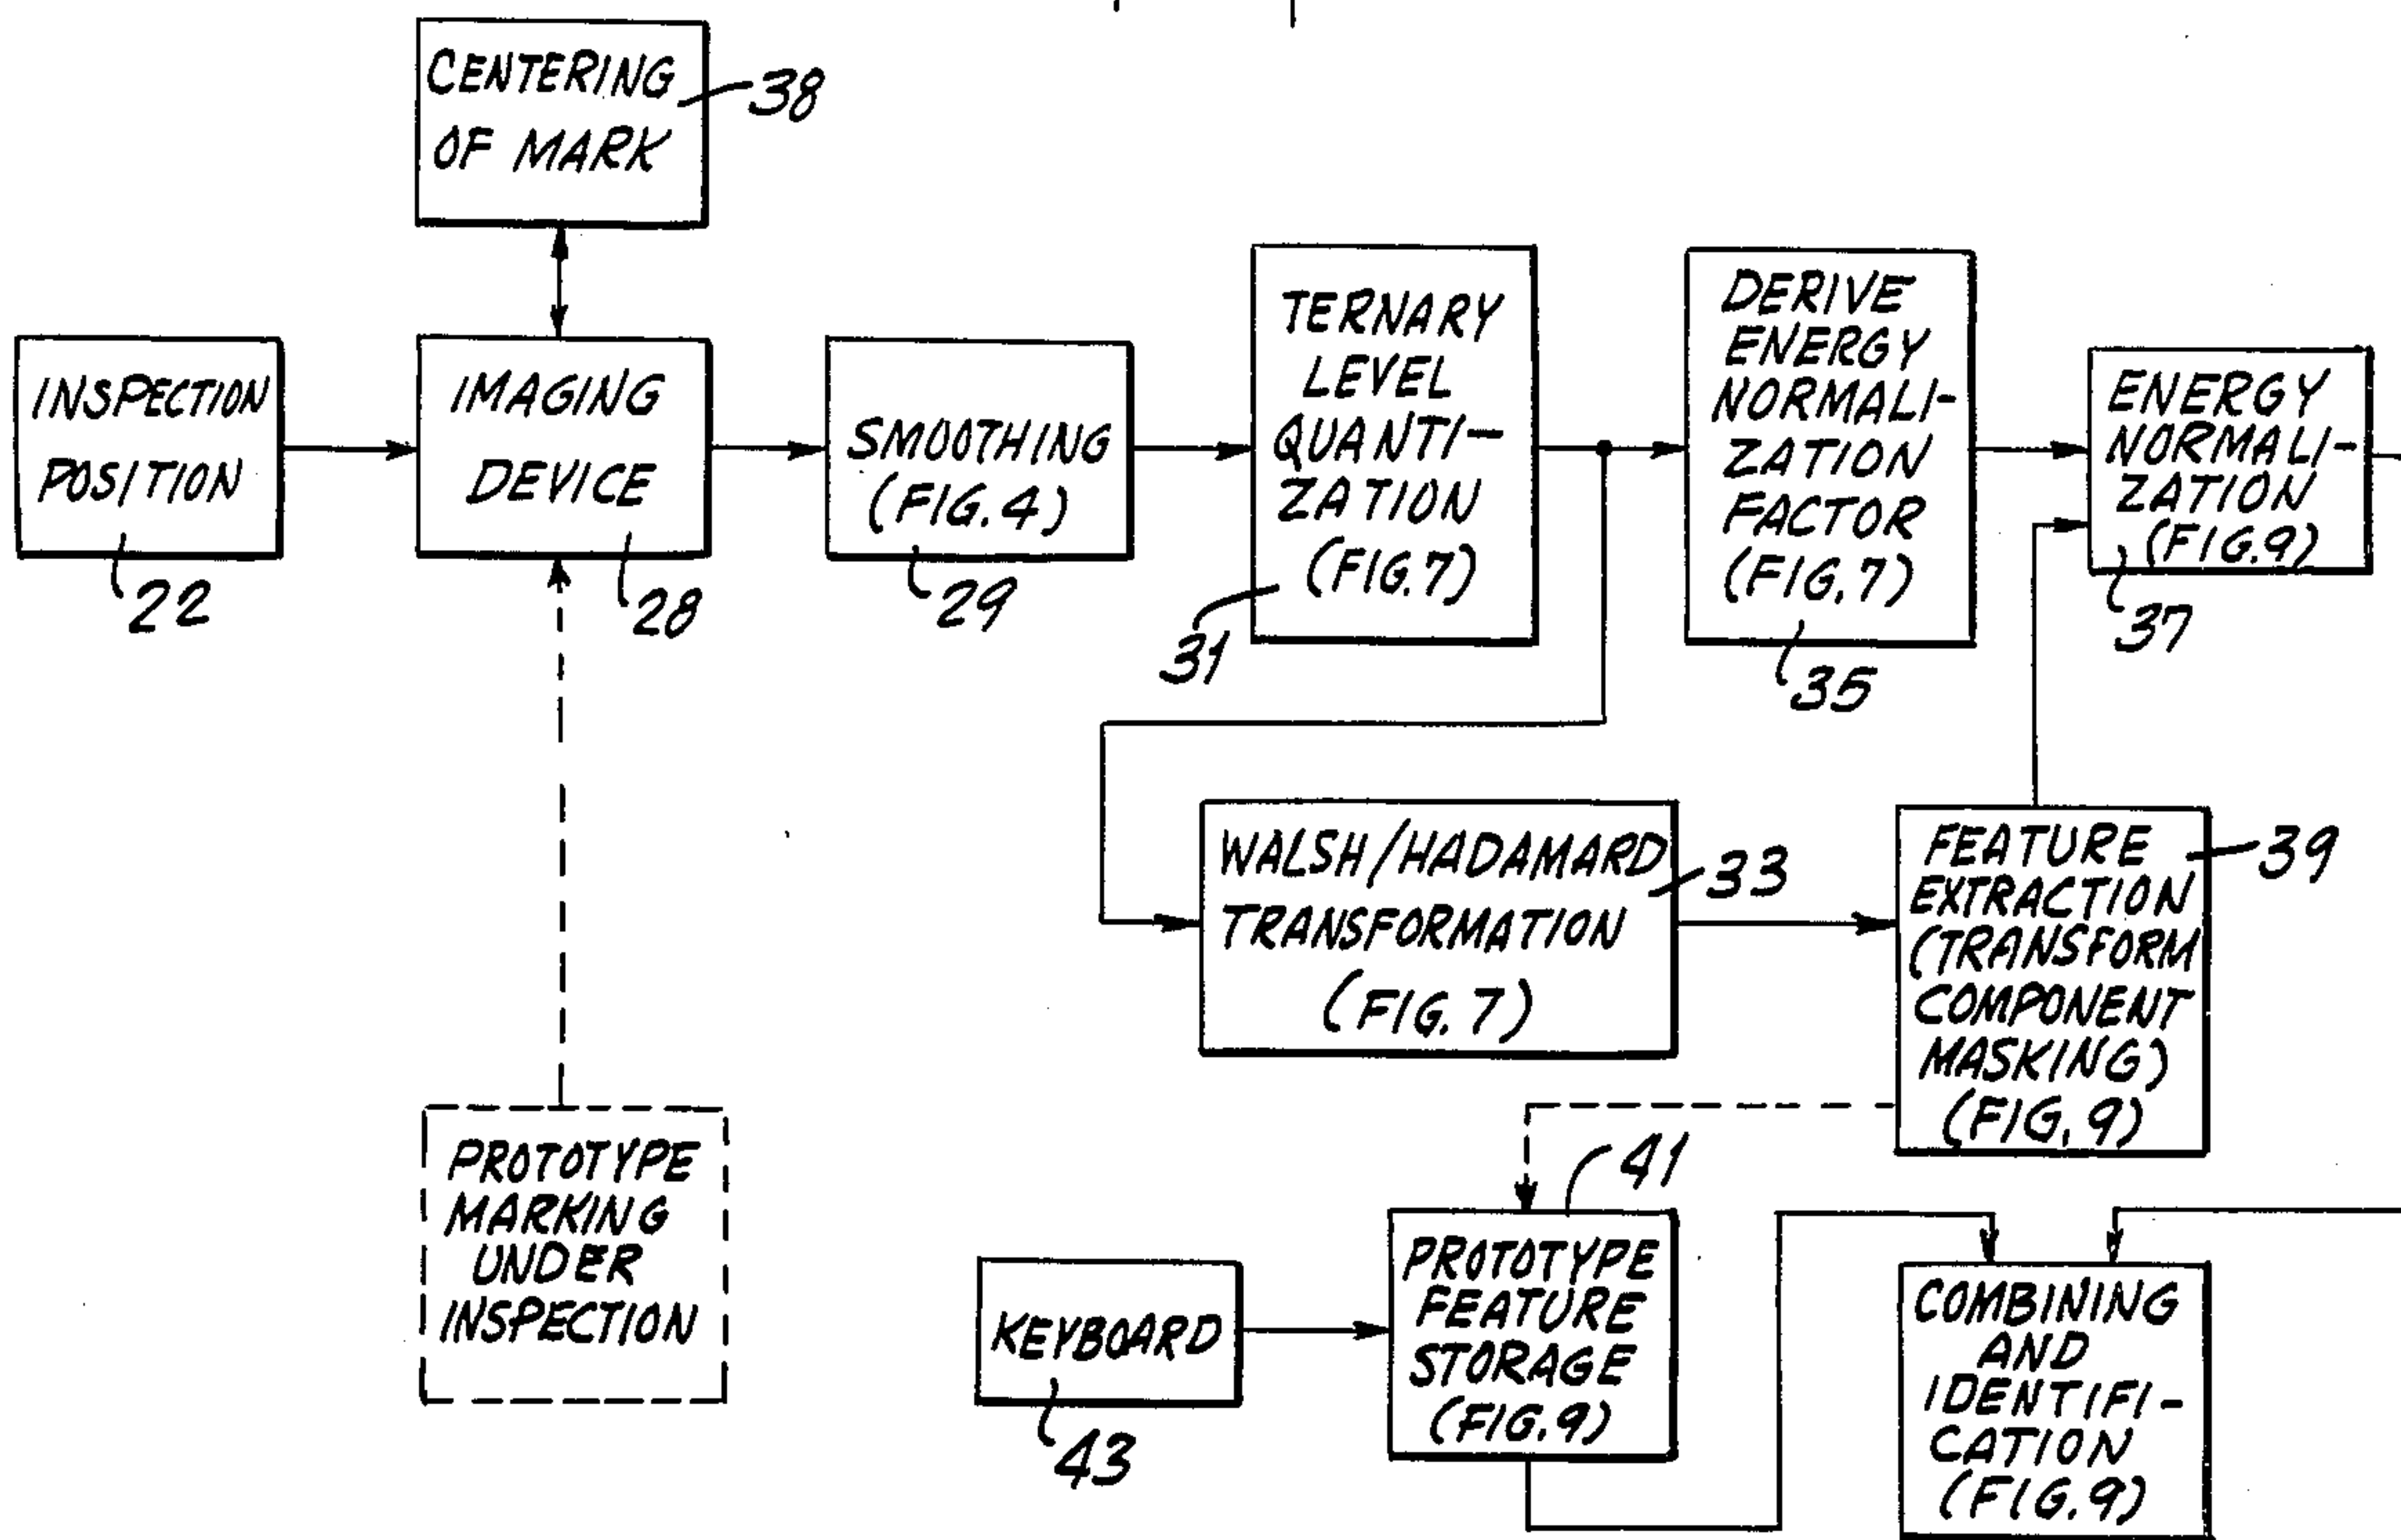 CENTERING
OF MARK
38
INSPECTION
POSITION
22
IMAGING
DEVICE
28
SMOOTHING
(FIG. 4)
29
TERNARY
LEVEL
QUANTI-
ZATION
(FIG. 7)
31
DERIVE
ENERGY
NORMALI-
ZATION
FACTOR
(FIG. 7)
35
ENERGY
NORMALI-
ZATION
(FIG. 9)
37
WALSH/HADAMARD
TRANSFORMATION
(FIG. 7)
33
FEATURE
EXTRACTION
(TRANSFORM
COMPONENT
MASKING)
(FIG. 9)
39
PROTOTYPE
MARKING
UNDER
INSPECTION
KEYBOARD
43
PROTOTYPE
FEATURE
STORAGE
(FIG. 9)
41
COMBINING
AND
IDENTIFI-
CATION
(FIG. 9)